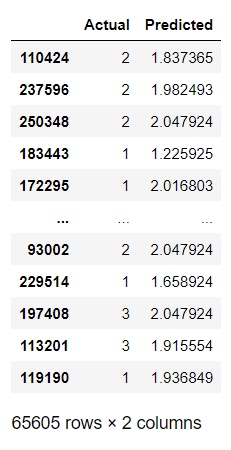 Actual Predicted
110424 2 1.837365
237596 2 1.982493
250348 2 2.047924
183443 1 1.225925
172295 1 2.016803
... ... ...
93002 2 2.047924
229514 1 1.658924
197408 3 2.047924
113201 3 1.915554
119190 1 1.936849
65605 rows × 2 columns